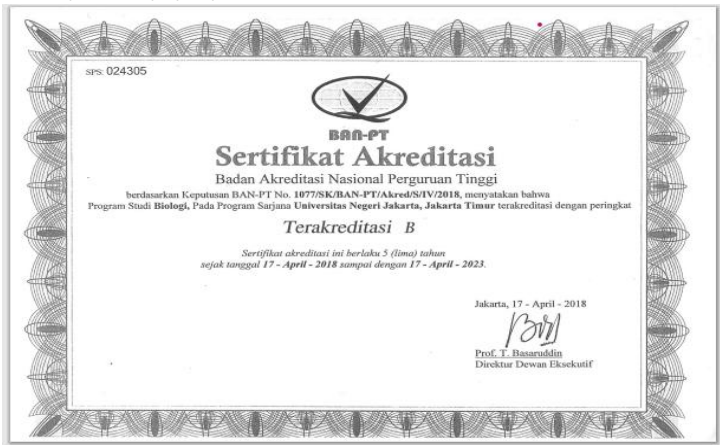 SPS: 024305
BAN-PT
Sertifikat Akreditasi
Badan Akreditasi Nasional Perguruan Tinggi
berdasarkan Keputusan BAN-PT No. 1077/SK/BAN-PT/Akred/S/IV/2018, menyatakan bahwa
Program Studi Biologi, Pada Program Sarjana Universitas Negeri Jakarta, Jakarta Timur terakreditasi dengan peringkat
Terakreditasi B
Sertifikat akreditasi ini berlaku 5 (lima) tahun
sejak tanggal 17 - April - 2018 sampai dengan 17 - April - 2023.
Jakarta, 17 - April - 2018
Prof. T. Basaruddin
Direktur Dewan Eksekutif